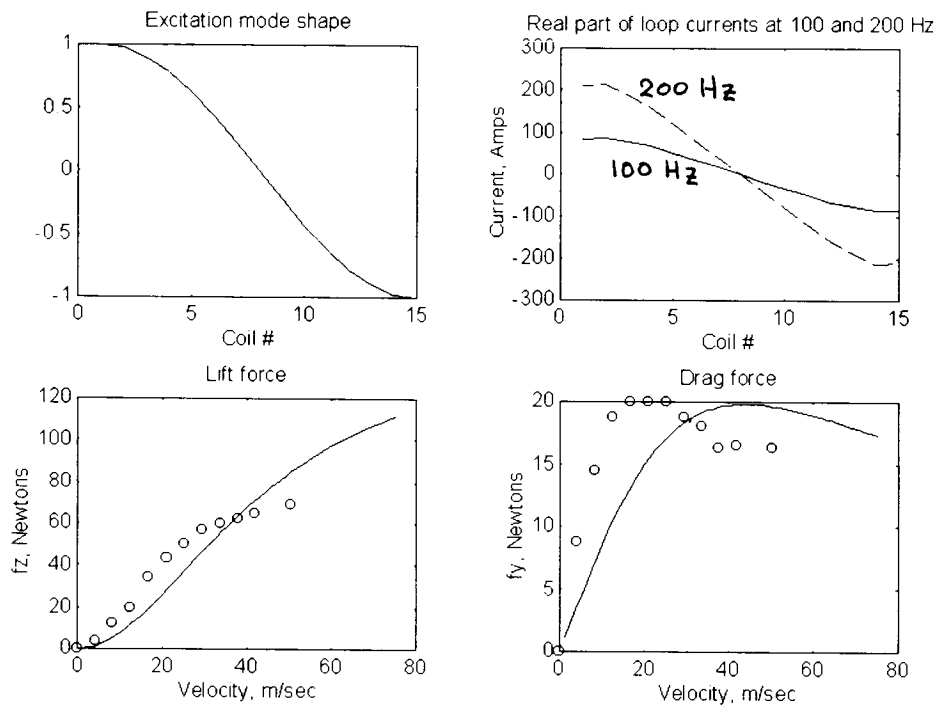 Excitation mode shape
1
0.5
0
-0.5
-1
0 5 10 15
Coil #
Real part of loop currents at 100 and 200 Hz
300
200
100
0
-100
-200
-300
Current, Amps
200 Hz
100 Hz
0 5 10 15
Coil #
Lift force
120
100
80
60
40
20
0
fz, Newtons
0 20 40 60 80
Velocity, m/sec
Drag force
20
15
10
5
0
fy, Newtons
0 20 40 60 80
Velocity, m/sec